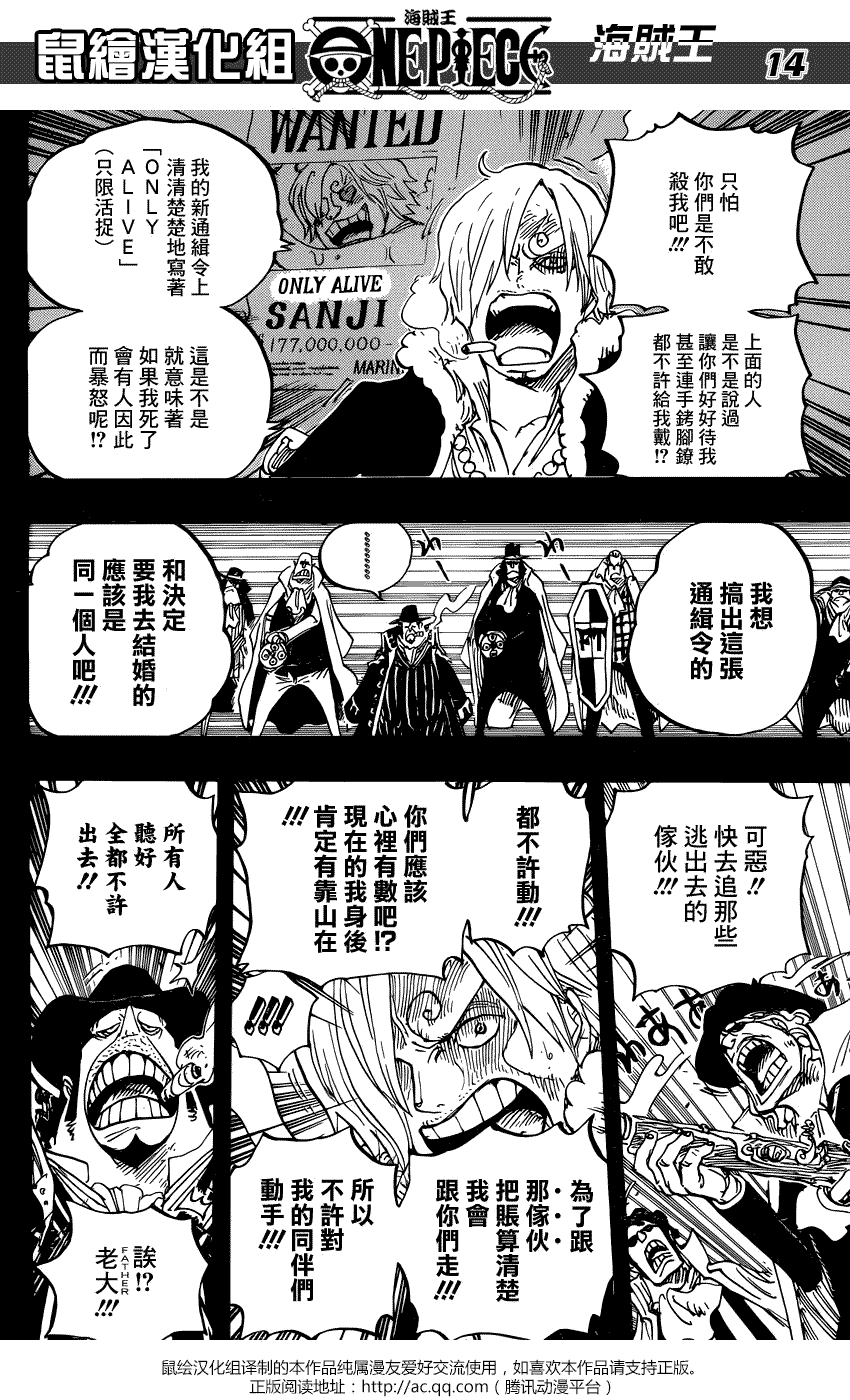 鼠繪漢化組
海賊王
ONE PIECE
海賊王
14
只怕
你們是不敢
殺我吧!!!
上面的人
是不是說過
讓你們好好待我
甚至連手銬腳鐐
都不許給我戴!?
WANTED
ONLY ALIVE
SANJI
177,000,000-
MARIN
我的新通緝令上
清清楚楚地寫著
「ONLY
ALIVE」
(只限活捉)
這是不是
就意味著
如果我死了
會有人因此
而暴怒呢!?
我想
搞出這張
通緝令的
和決定
要我去結婚的
應該是
同一個人吧!!!
可惡!!
快去追那些
逃出去的
傢伙!!!
都不許動!!!
你們應該
心裡有數吧!?
現在的我身後
肯定有靠山在
!!!
!!!!
為了跟
那傢伙
把賬算清楚
我會
跟你們走!!!
所以
不許對
我的同伴們
動手!!!
所有人
聽好
全都不許
出去!!
誒!?
老大
FATHER
!!!
鼠绘汉化组译制的本作品纯属漫友爱好交流使用，如喜欢本作品请支持正版。
正版阅读地址：http://ac.qq.com（腾讯动漫平台）